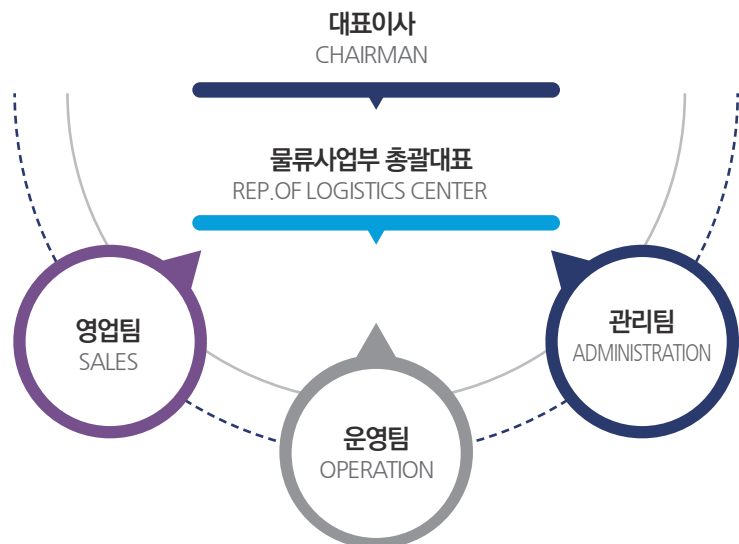 대표이사
CHAIRMAN
물류사업부 총괄대표
REP.OF LOGISTICS CENTER
영업팀
SALES
관리팀
ADMINISTRATION
운영팀
OPERATION